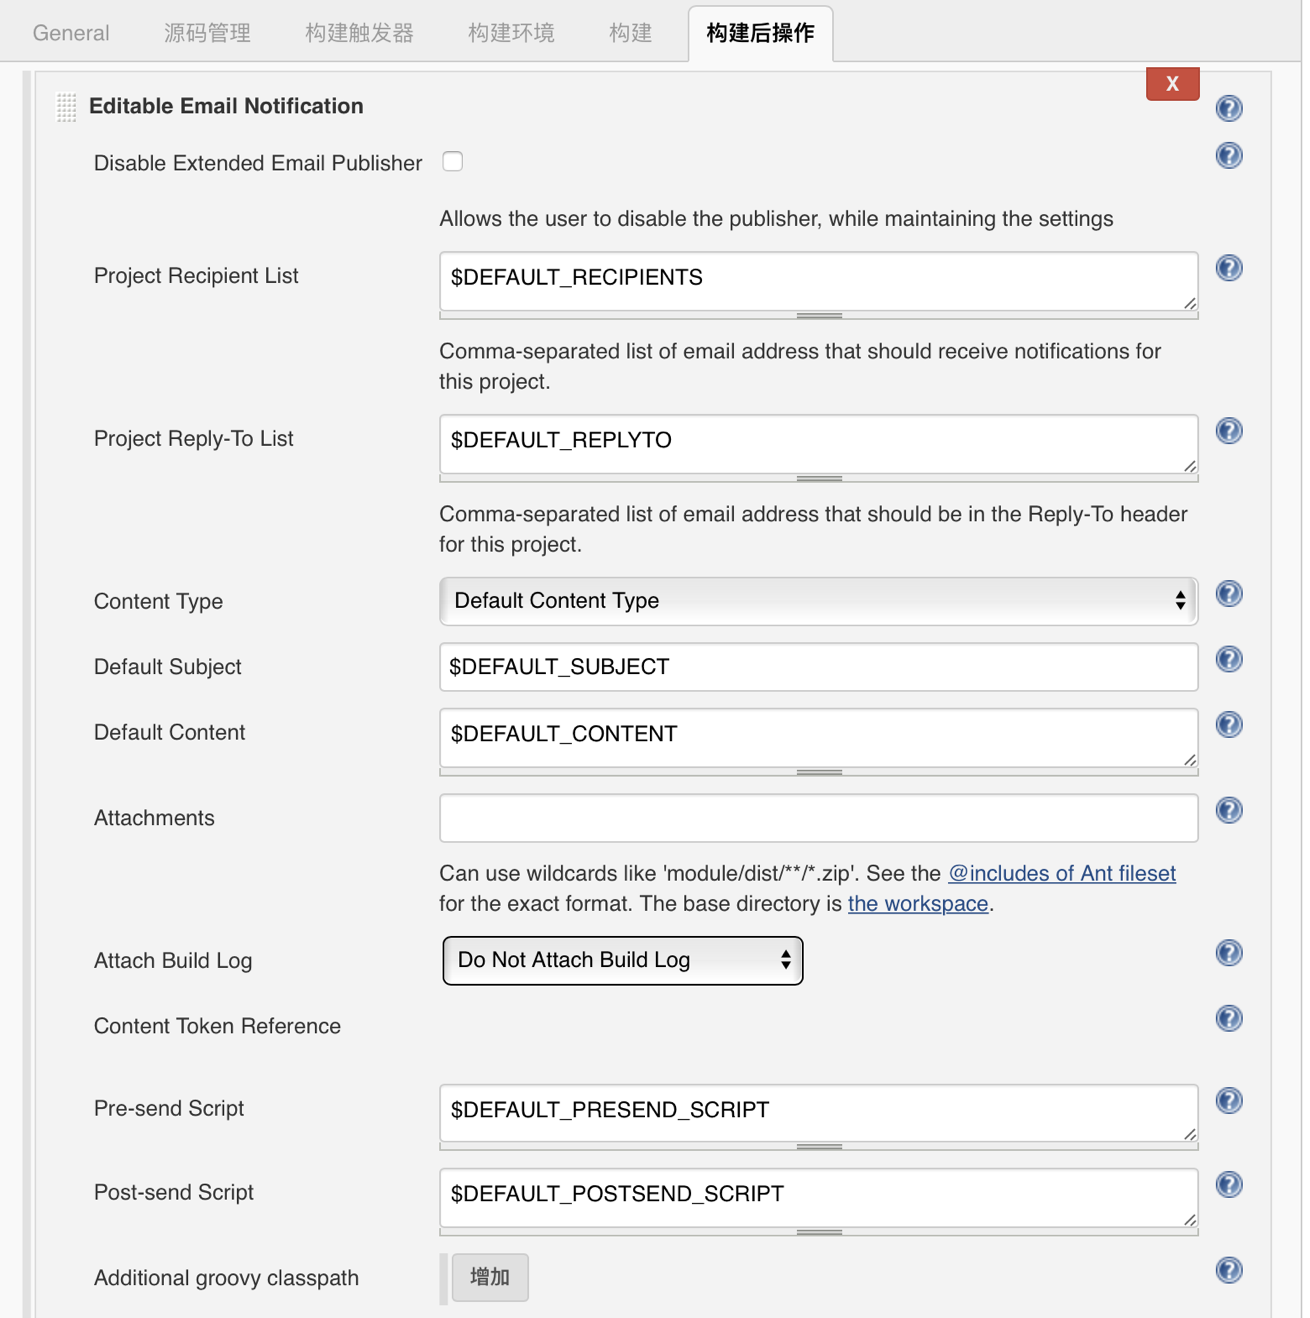 General 源码管理 构建触发器 构建环境 构建 构建后操作
X
Editable Email Notification
Disable Extended Email Publisher
Allows the user to disable the publisher, while maintaining the settings
Project Recipient List
$DEFAULT_RECIPIENTS
Comma-separated list of email address that should receive notifications for
this project.
Project Reply-To List
$DEFAULT_REPLYTO
Comma-separated list of email address that should be in the Reply-To header
for this project.
Content Type
Default Content Type
Default Subject
$DEFAULT_SUBJECT
Default Content
$DEFAULT_CONTENT
Attachments
Can use wildcards like 'module/dist/**/*.zip'. See the @includes of Ant fileset
for the exact format. The base directory is the workspace.
Attach Build Log
Do Not Attach Build Log
Content Token Reference
Pre-send Script
$DEFAULT_PRESEND_SCRIPT
Post-send Script
$DEFAULT_POSTSEND_SCRIPT
Additional groovy classpath
增加